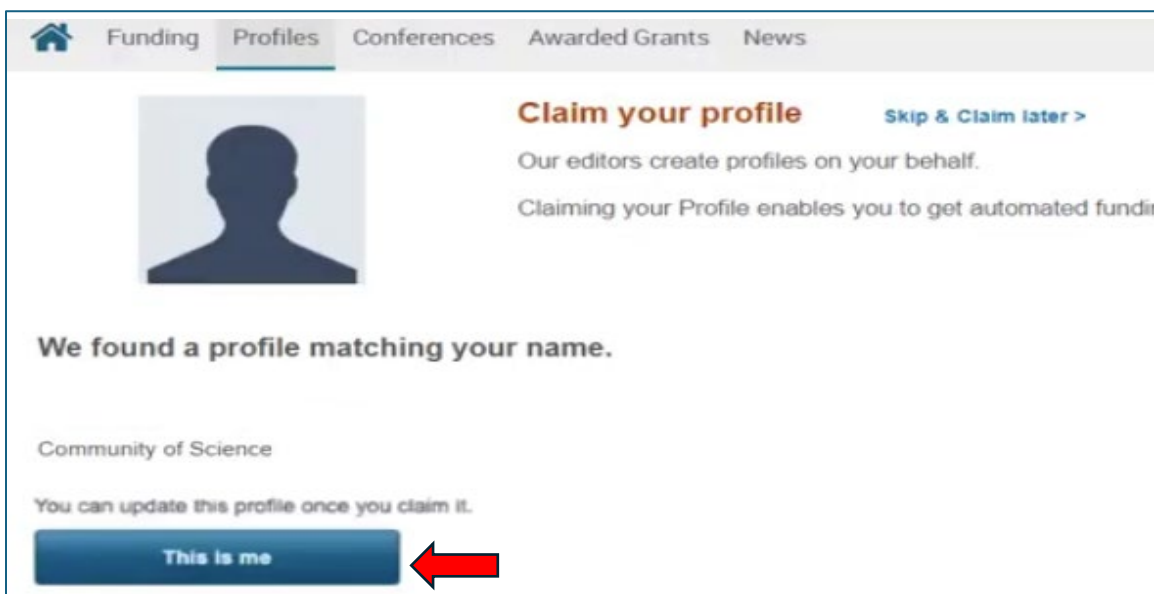 Funding Profiles Conferences Awarded Grants News
Claim your profile Skip & Claim later >
Our editors create profiles on your behalf.
Claiming your Profile enables you to get automated
We found a profile matching your name.
Community of Science
You can update this profile once you claim it.
This is me